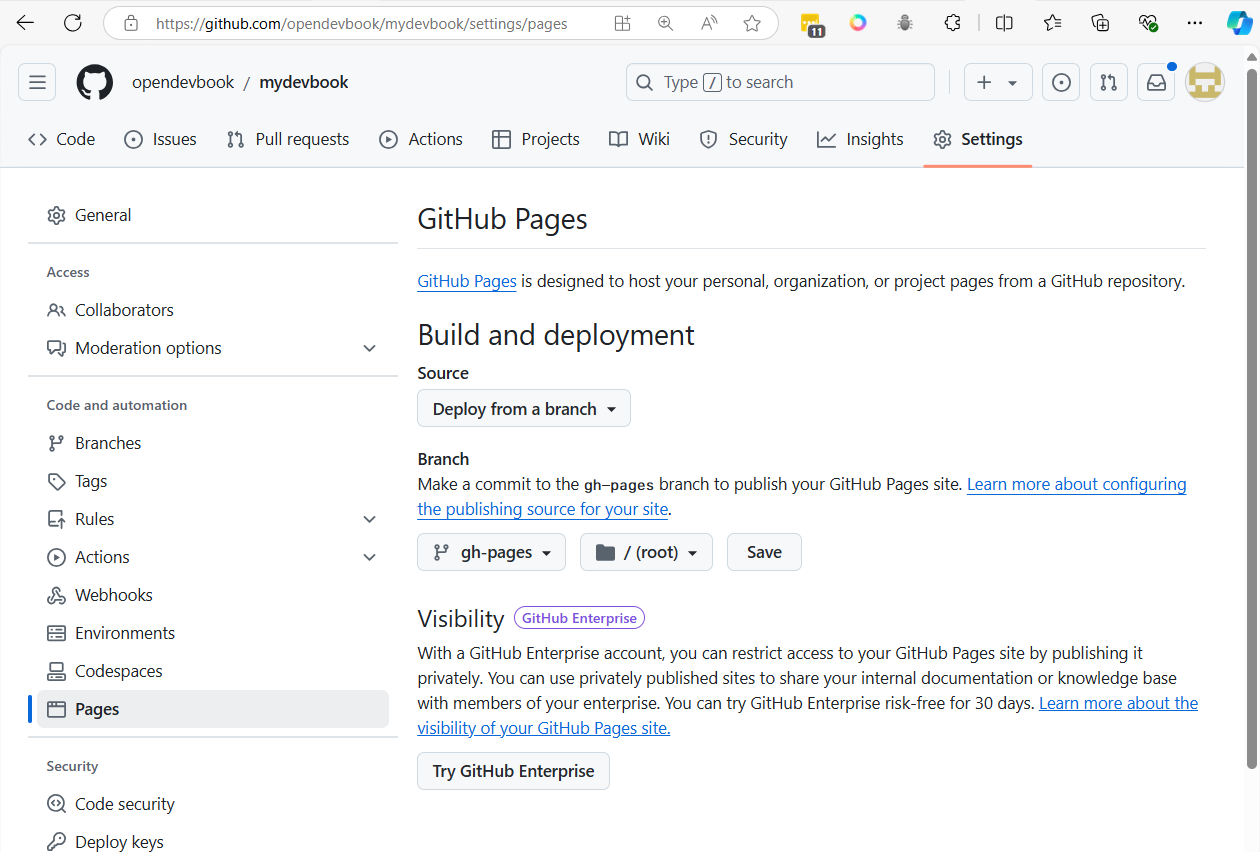 https://github.com/opendevbook/mydevbook/settings/pages
11
opendevbook / mydevbook
Type / to search
Code
Issues
Pull requests
Actions
Projects
Wiki
Security
Insights
Settings
General
Access
Collaborators
Moderation options
Code and automation
Branches
Tags
Rules
Actions
Webhooks
Environments
Codespaces
Pages
Security
Code security
Deploy keys
GitHub Pages
GitHub Pages is designed to host your personal, organization, or project pages from a GitHub repository.
Build and deployment
Source
Deploy from a branch
Branch
Make a commit to the gh-pages branch to publish your GitHub Pages site. Learn more about configuring
the publishing source for your site.
gh-pages
/ (root)
Save
Visibility GitHub Enterprise
With a GitHub Enterprise account, you can restrict access to your GitHub Pages site by publishing it
privately. You can use privately published sites to share your internal documentation or knowledge base
with members of your enterprise. You can try GitHub Enterprise risk-free for 30 days. Learn more about the
visibility of your GitHub Pages site.
Try GitHub Enterprise